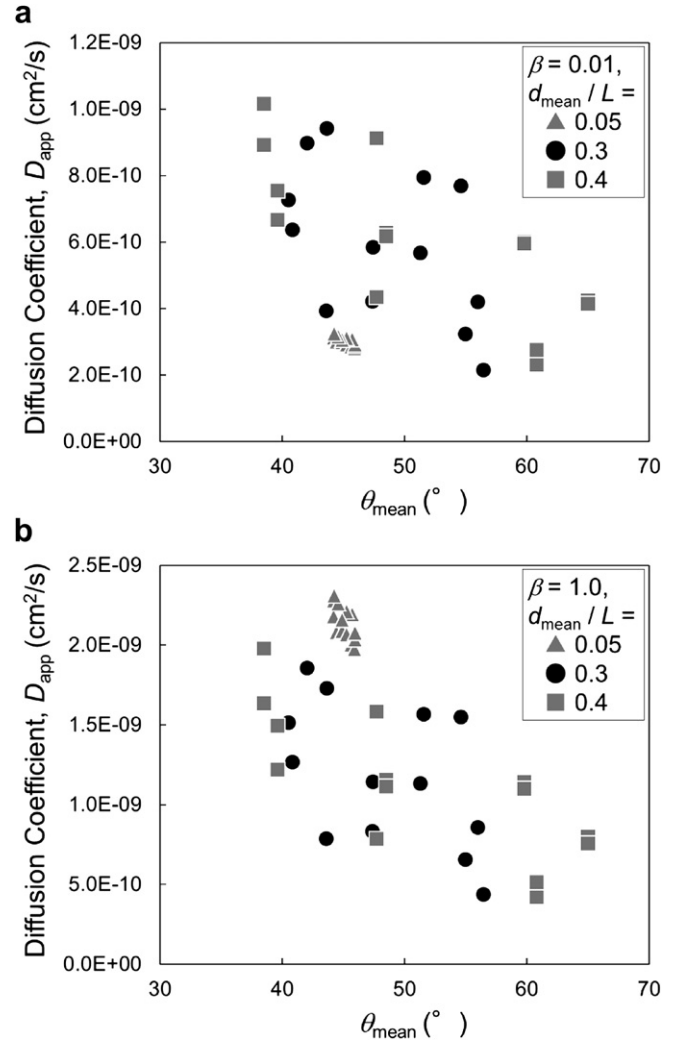 a
1.2E-09
1.0E-09
8.0E-10
6.0E-10
4.0E-10
2.0E-10
0.0E+00
Diffusion Coefficient, Dapp (cm²/s)
β = 0.01,
dmean / L =
0.05
0.3
0.4
30 40 50 60 70
θmean (° )
b
2.5E-09
2.0E-09
1.5E-09
1.0E-09
5.0E-10
0.0E+00
Diffusion Coefficient, Dapp (cm²/s)
β = 1.0,
dmean / L =
0.05
0.3
0.4
30 40 50 60 70
θmean (° )